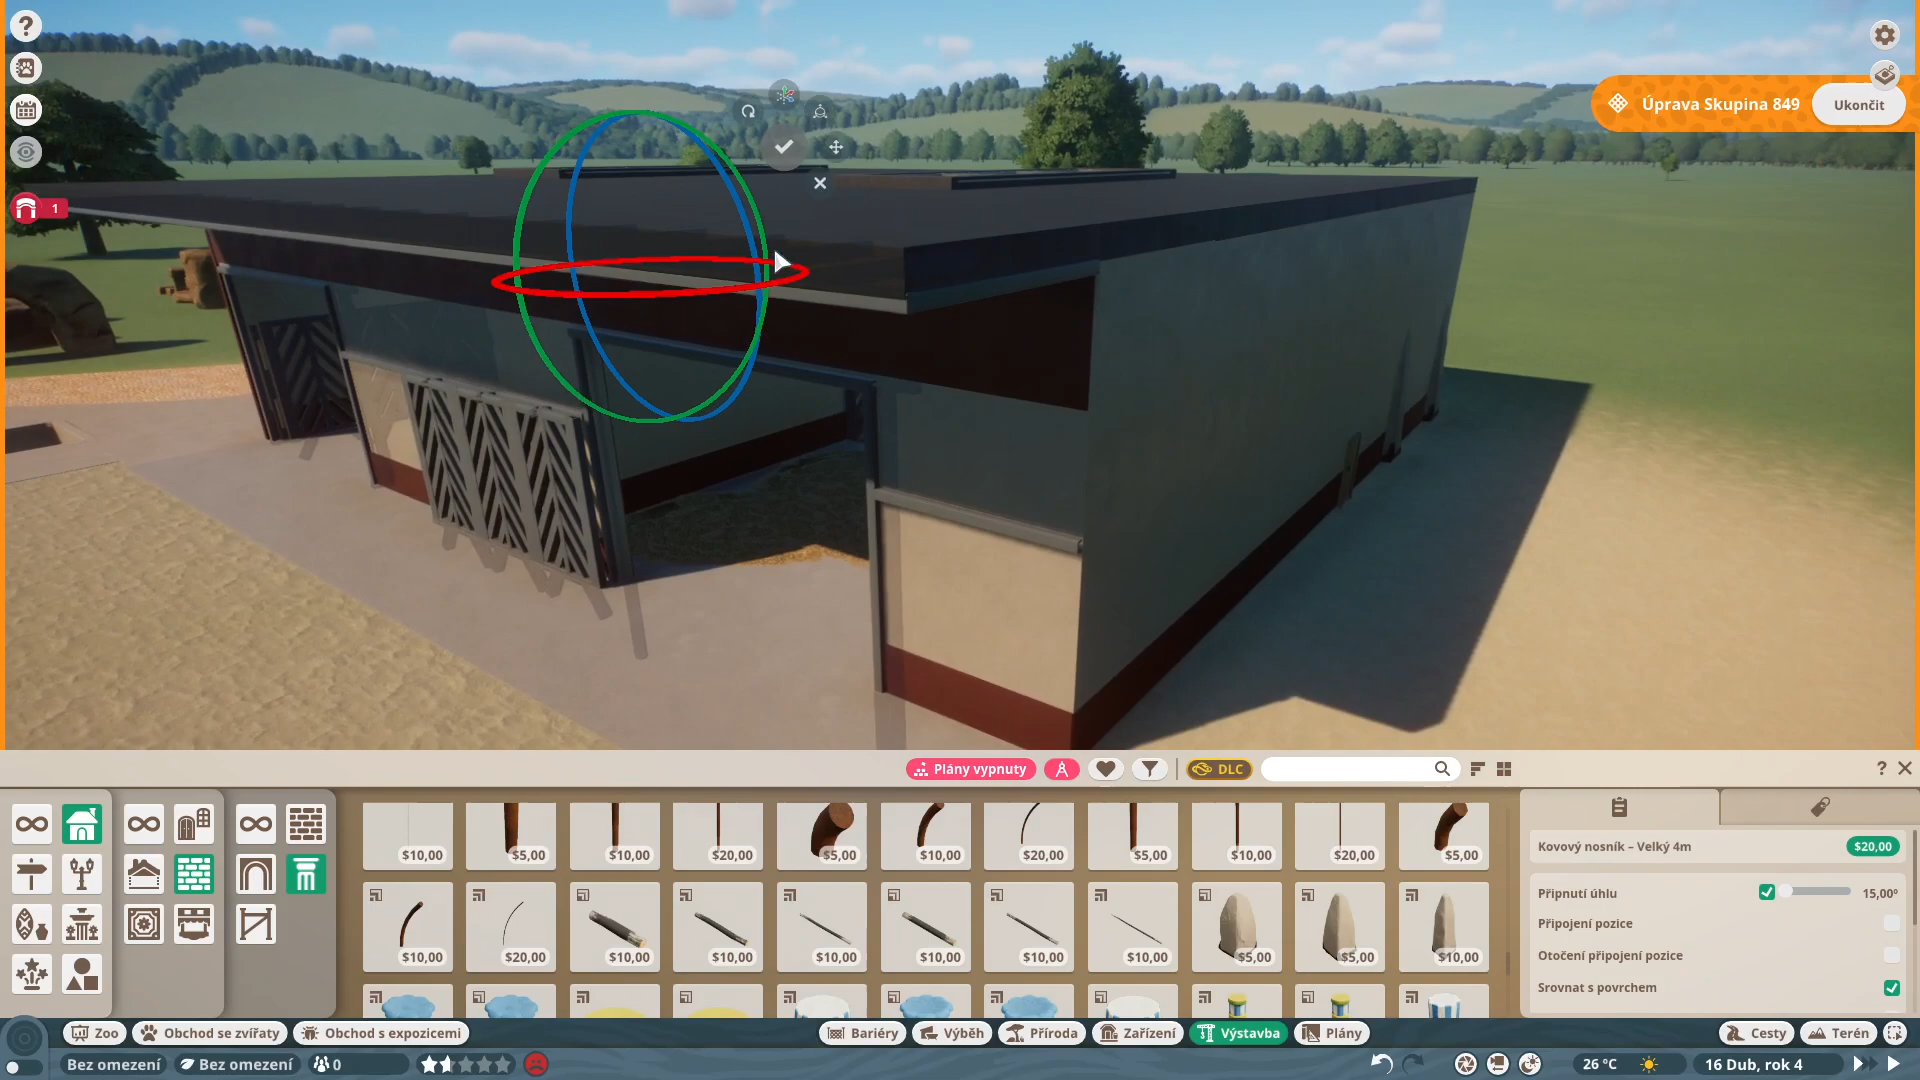 Úprava Skupina 849
Ukončit
1
Plány vypnuty
DLC
$10,00 $5,00 $10,00 $20,00 $5,00 $10,00 $20,00 $5,00 $10,00 $20,00 $5,00
$10,00 $20,00 $10,00 $10,00 $10,00 $10,00 $10,00 $10,00 $5,00 $5,00 $10,00
Kovový nosník – Velký 4m
$20,00
Připnutí úhlu
15,00°
Připojení pozice
Otočení připojení pozice
Srovnat s povrchem
Zoo
Obchod se zvířaty
Obchod s expozicemi
Bariéry
Výběh
Příroda
Zařízení
Výstavba
Plány
Cesty
Terén
Bez omezení
Bez omezení
0
26 °C
16 Dub, rok 4